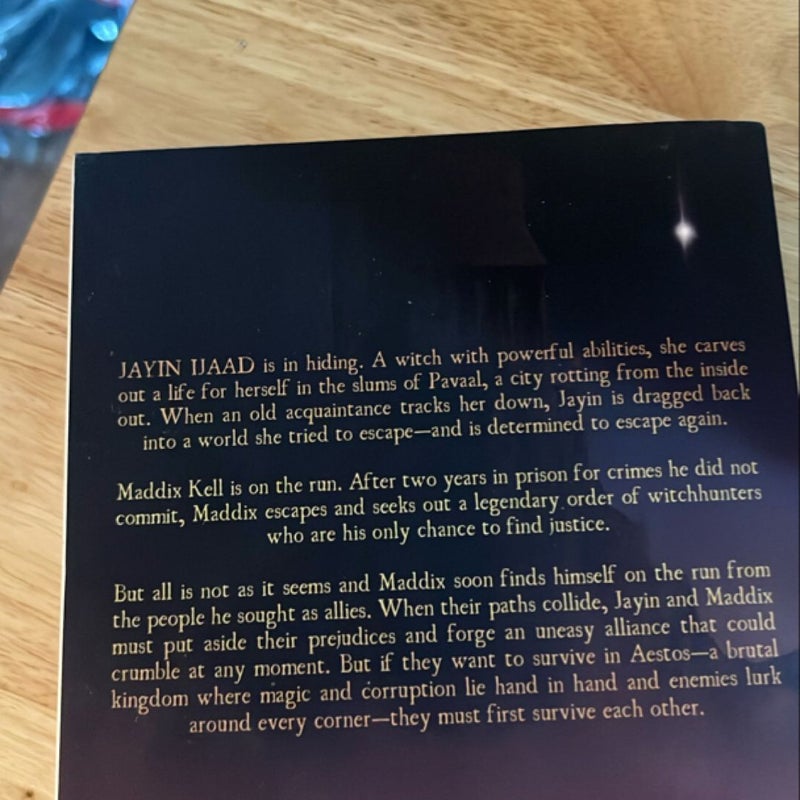 JAYIN IJAAD is in hiding. A witch with powerful abilities, she carves
out a life for herself in the slums of Pavaal, a city rotting from the inside
out. When an old acquaintance tracks her down, Jayin is dragged back
into a world she tried to escape—and is determined to escape again.
Maddix Kell is on the run. After two years in prison for crimes he did not
commit, Maddix escapes and seeks out a legendary order of witchhunters
who are his only chance to find justice.
But all is not as it seems and Maddix soon finds himself on the run from
the people he sought as allies. When their paths collide, Jayin and Maddix
must put aside their prejudices and forge an uneasy alliance that could
crumble at any moment. But if they want to survive in Aestos—a brutal
kingdom where magic and corruption lie hand in hand and enemies lurk
around every corner—they must first survive each other.